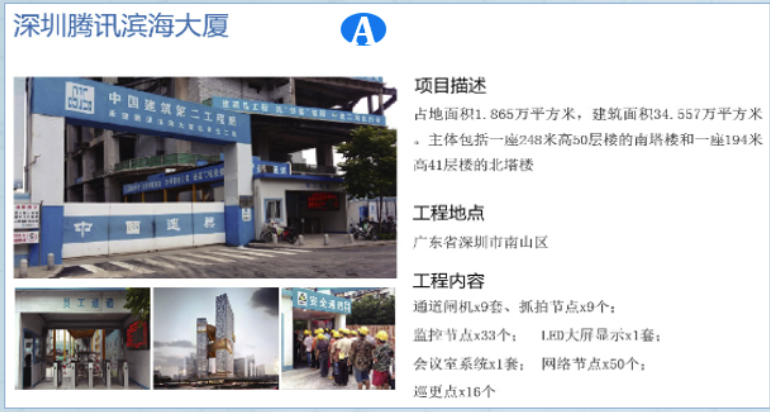 深圳腾讯滨海大厦
A
中国建筑第二工程局
中国建筑
员工通道
安全通道
项目描述
占地面积1.865万平方米，建筑面积34.557万平方米
。主体包括一座248米高50层楼的南塔楼和一座194米
高41层楼的北塔楼
工程地点
广东省深圳市南山区
工程内容
通道闸机x9套、抓拍节点x9个；
监控节点x33个； LED大屏显示x1套；
会议室系统x1套； 网络节点x50个；
巡更点x16个